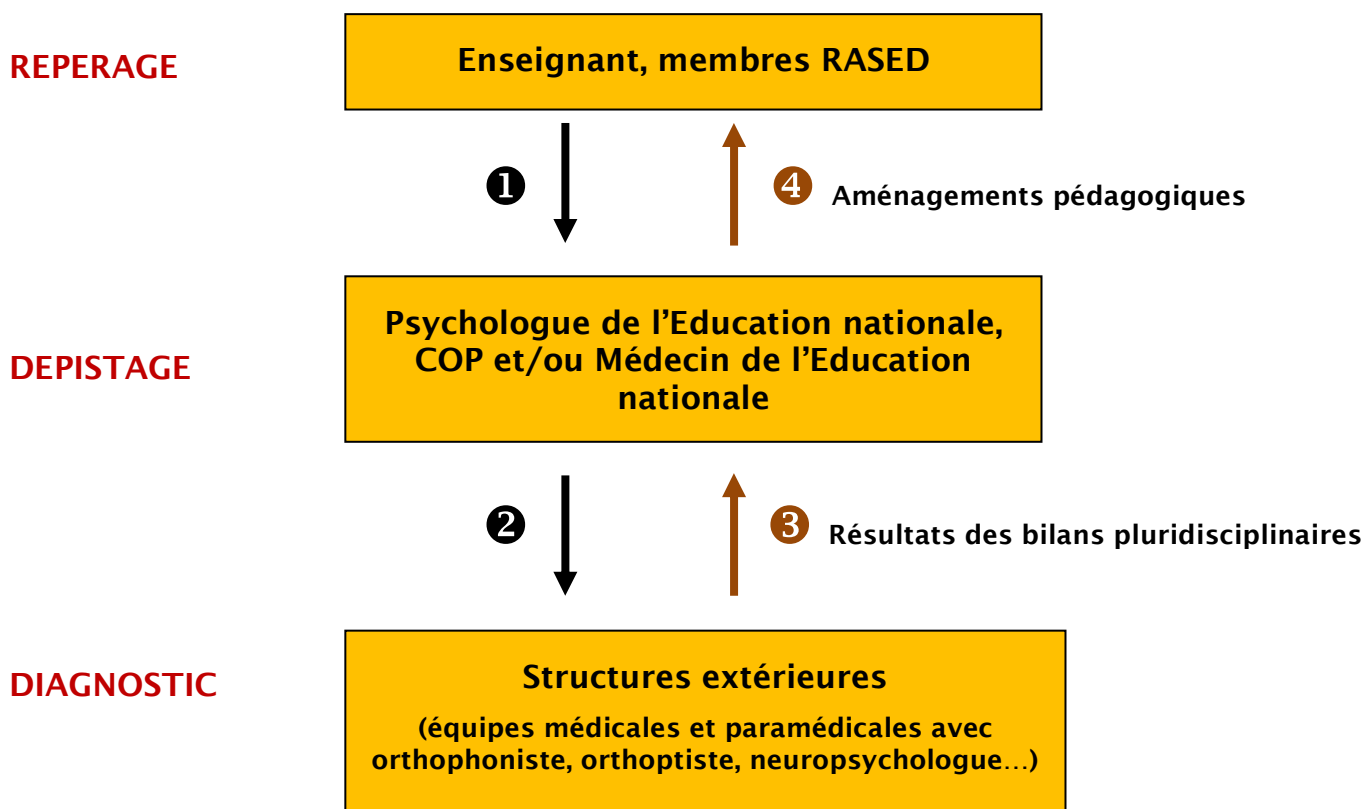 REPERAGE
Enseignant, membres RASED
❶
❹ Aménagements pédagogiques
DEPISTAGE
Psychologue de l’Education nationale,
COP et/ou Médecin de l’Education
nationale
❷
❸ Résultats des bilans pluridisciplinaires
DIAGNOSTIC
Structures extérieures
(équipes médicales et paramédicales avec
orthophoniste, orthoptiste, neuropsychologue…)